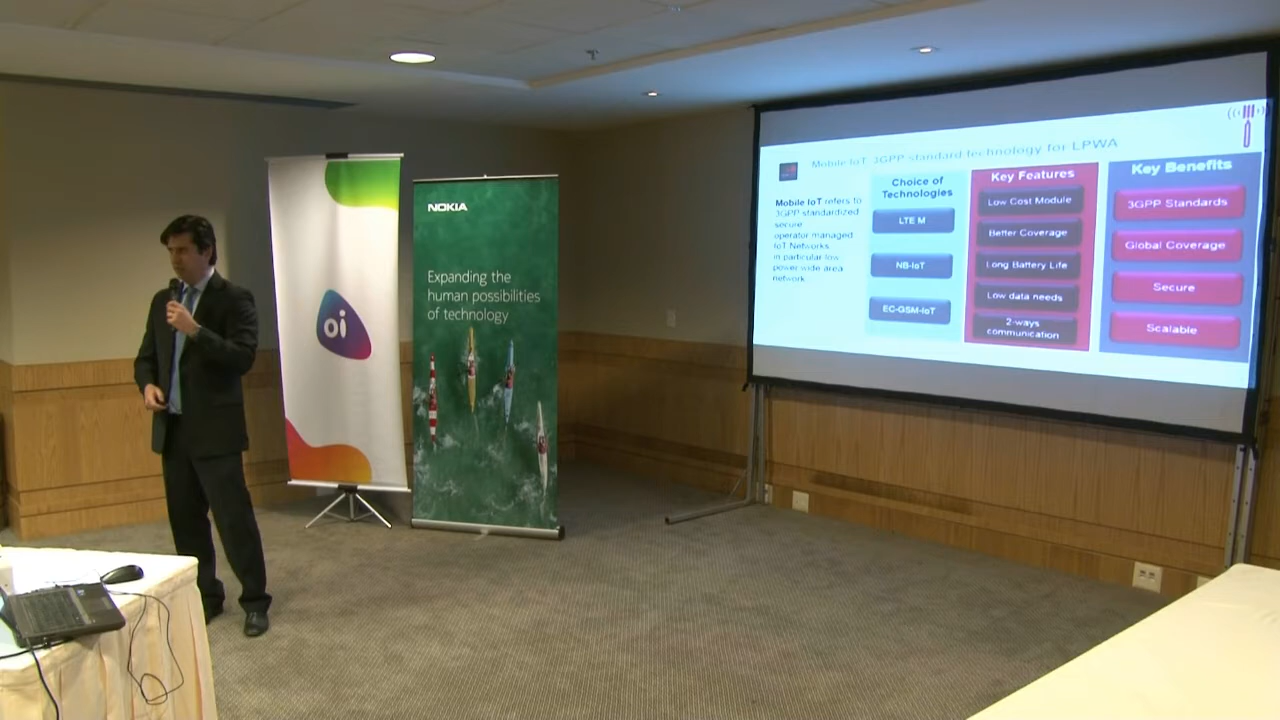 oi
NOKIA
Expanding the
human possibilities
of technology
Mobile IoT 3GPP standard technology for LPWA
Mobile IoT refers to
3GPP standardized
secure
operator managed
IoT Networks
in particular low
power wide area
network
Choice of
Technologies
LTE M
NB-IoT
EC-GSM-IoT
Key Features
Low Cost Module
Better Coverage
Long Battery Life
Low data needs
2-ways
communication
Key Benefits
3GPP Standards
Global Coverage
Secure
Scalable